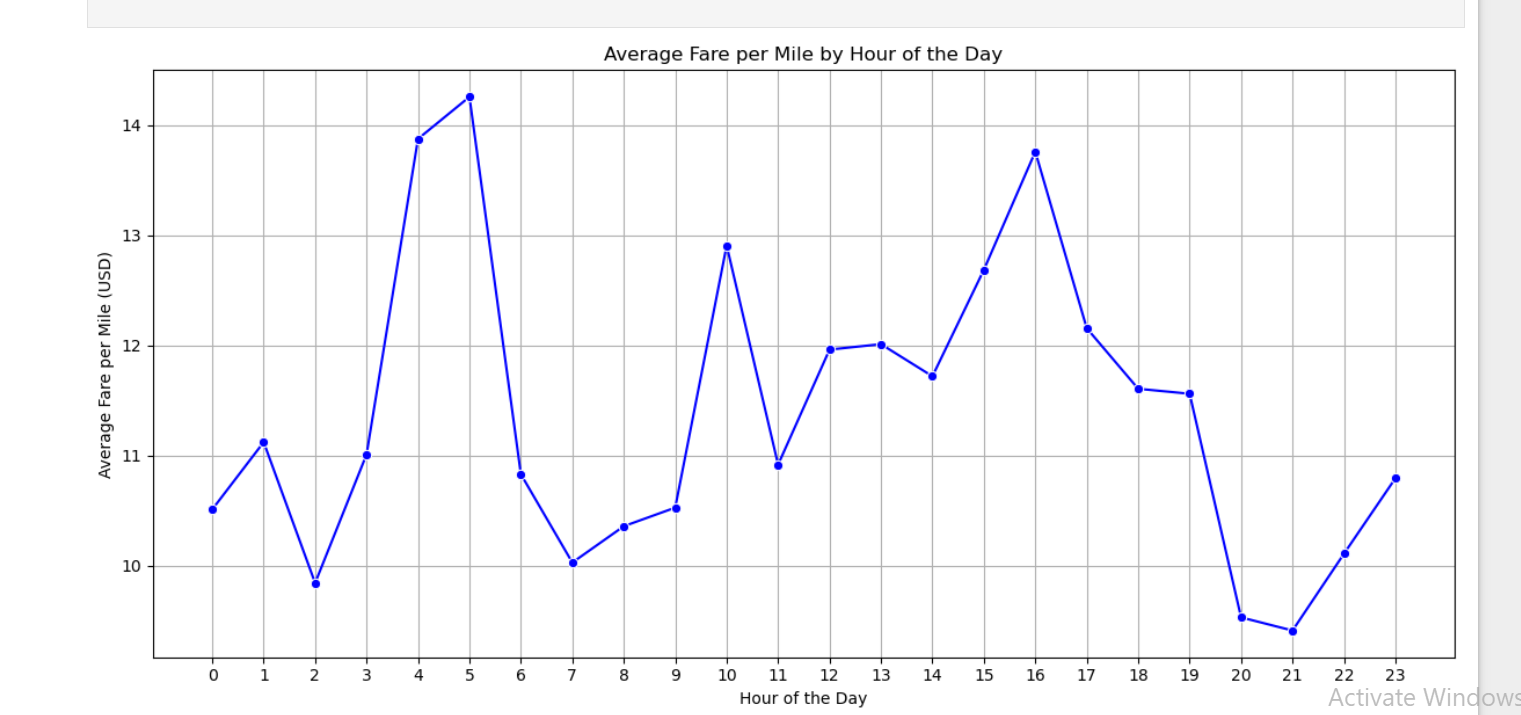 Average Fare per Mile by Hour of the Day
14
13
12
11
10
Average Fare per Mile (USD)
0 1 2 3 4 5 6 7 8 9 10 11 12 13 14 15 16 17 18 19 20 21 22 23
Hour of the Day
Activate Windows